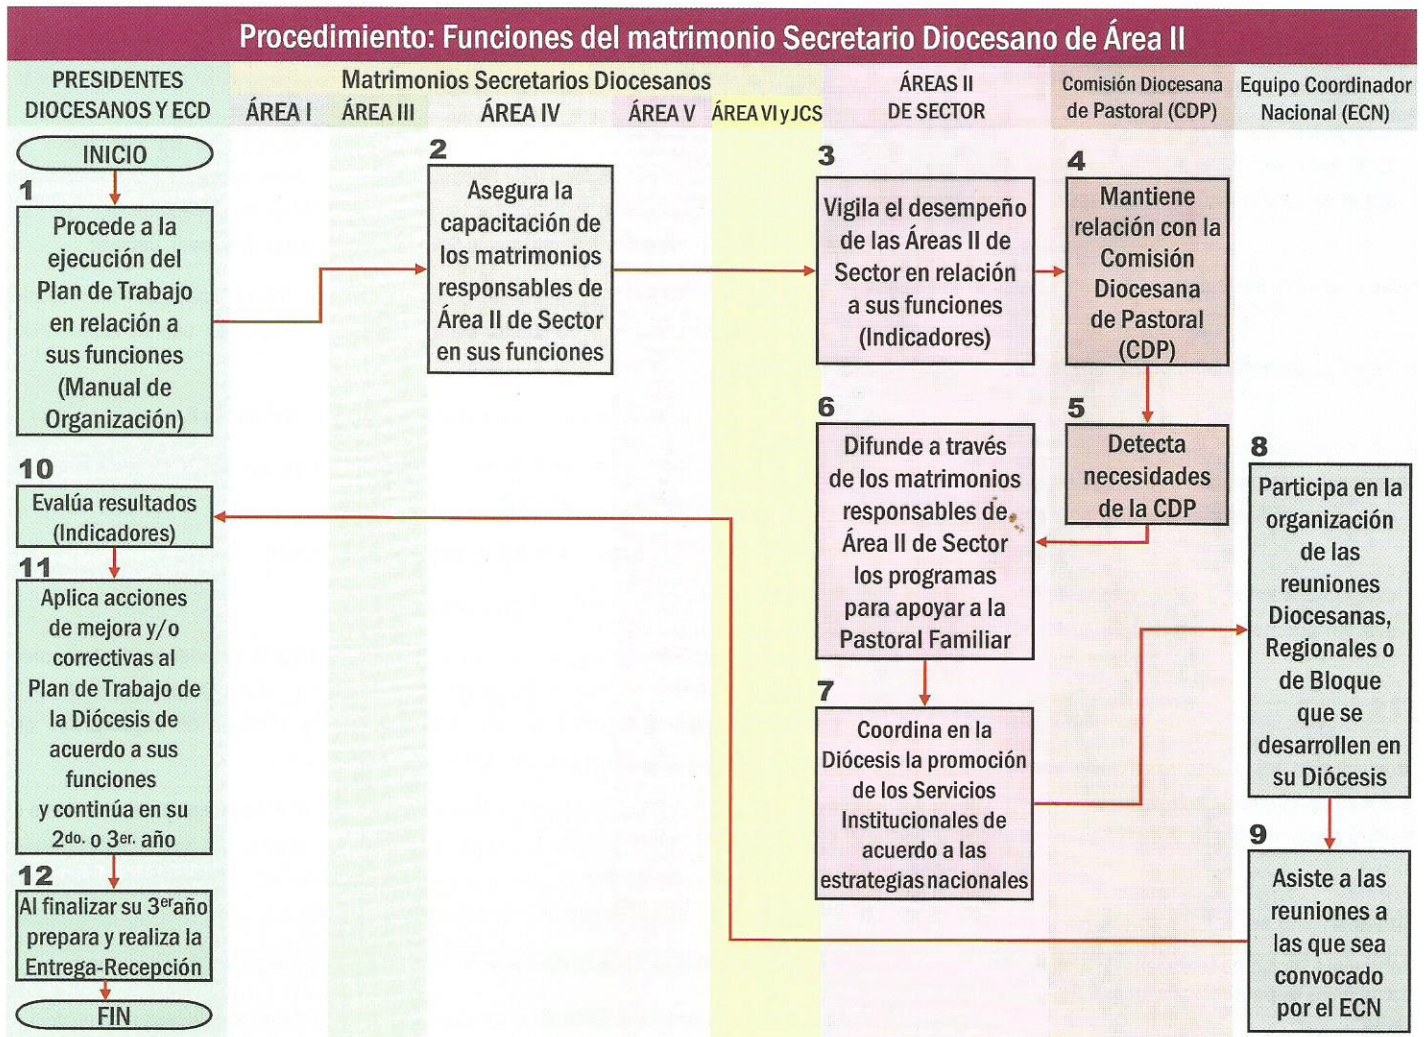 Procedimiento: Funciones del matrimonio Secretario Diocesano de Área II
PRESIDENTES
DIOCESANOS Y ECD
Matrimonios Secretarios Diocesanos
ÁREA I
ÁREA III
ÁREA IV
ÁREA V
ÁREA VI y JCS
ÁREAS II
DE SECTOR
Comisión Diocesana
de Pastoral (CDP)
Equipo Coordinador
Nacional (ECN)
INICIO
1
Procede a la
ejecución del
Plan de Trabajo
en relación a
sus funciones
(Manual de
Organización)
2
Asegura la
capacitación de
los matrimonios
responsables de
Área II de Sector
en sus funciones
3
Vigila el desempeño
de las Áreas II de
Sector en relación
a sus funciones
(Indicadores)
4
Mantiene
relación con la
Comisión
Diocesana
de Pastoral
(CDP)
5
Detecta
necesidades
de la CDP
6
Difunde a través
de los matrimonios
responsables de
Área II de Sector
los programas
para apoyar a la
Pastoral Familiar
7
Coordina en la
Diócesis la promoción
de los Servicios
Institucionales de
acuerdo a las
estrategias nacionales
8
Participa en la
organización
de las
reuniones
Diocesanas,
Regionales o
de Bloque
que se
desarrollen en
su Diócesis
9
Asiste a las
reuniones a
las que sea
convocado
por el ECN
10
Evalúa resultados
(Indicadores)
11
Aplica acciones
de mejora y/o
correctivas al
Plan de Trabajo de
la Diócesis de
acuerdo a sus
funciones
y continúa en su
2do. o 3er. año
12
Al finalizar su 3er año
prepara y realiza la
Entrega-Recepción
FIN